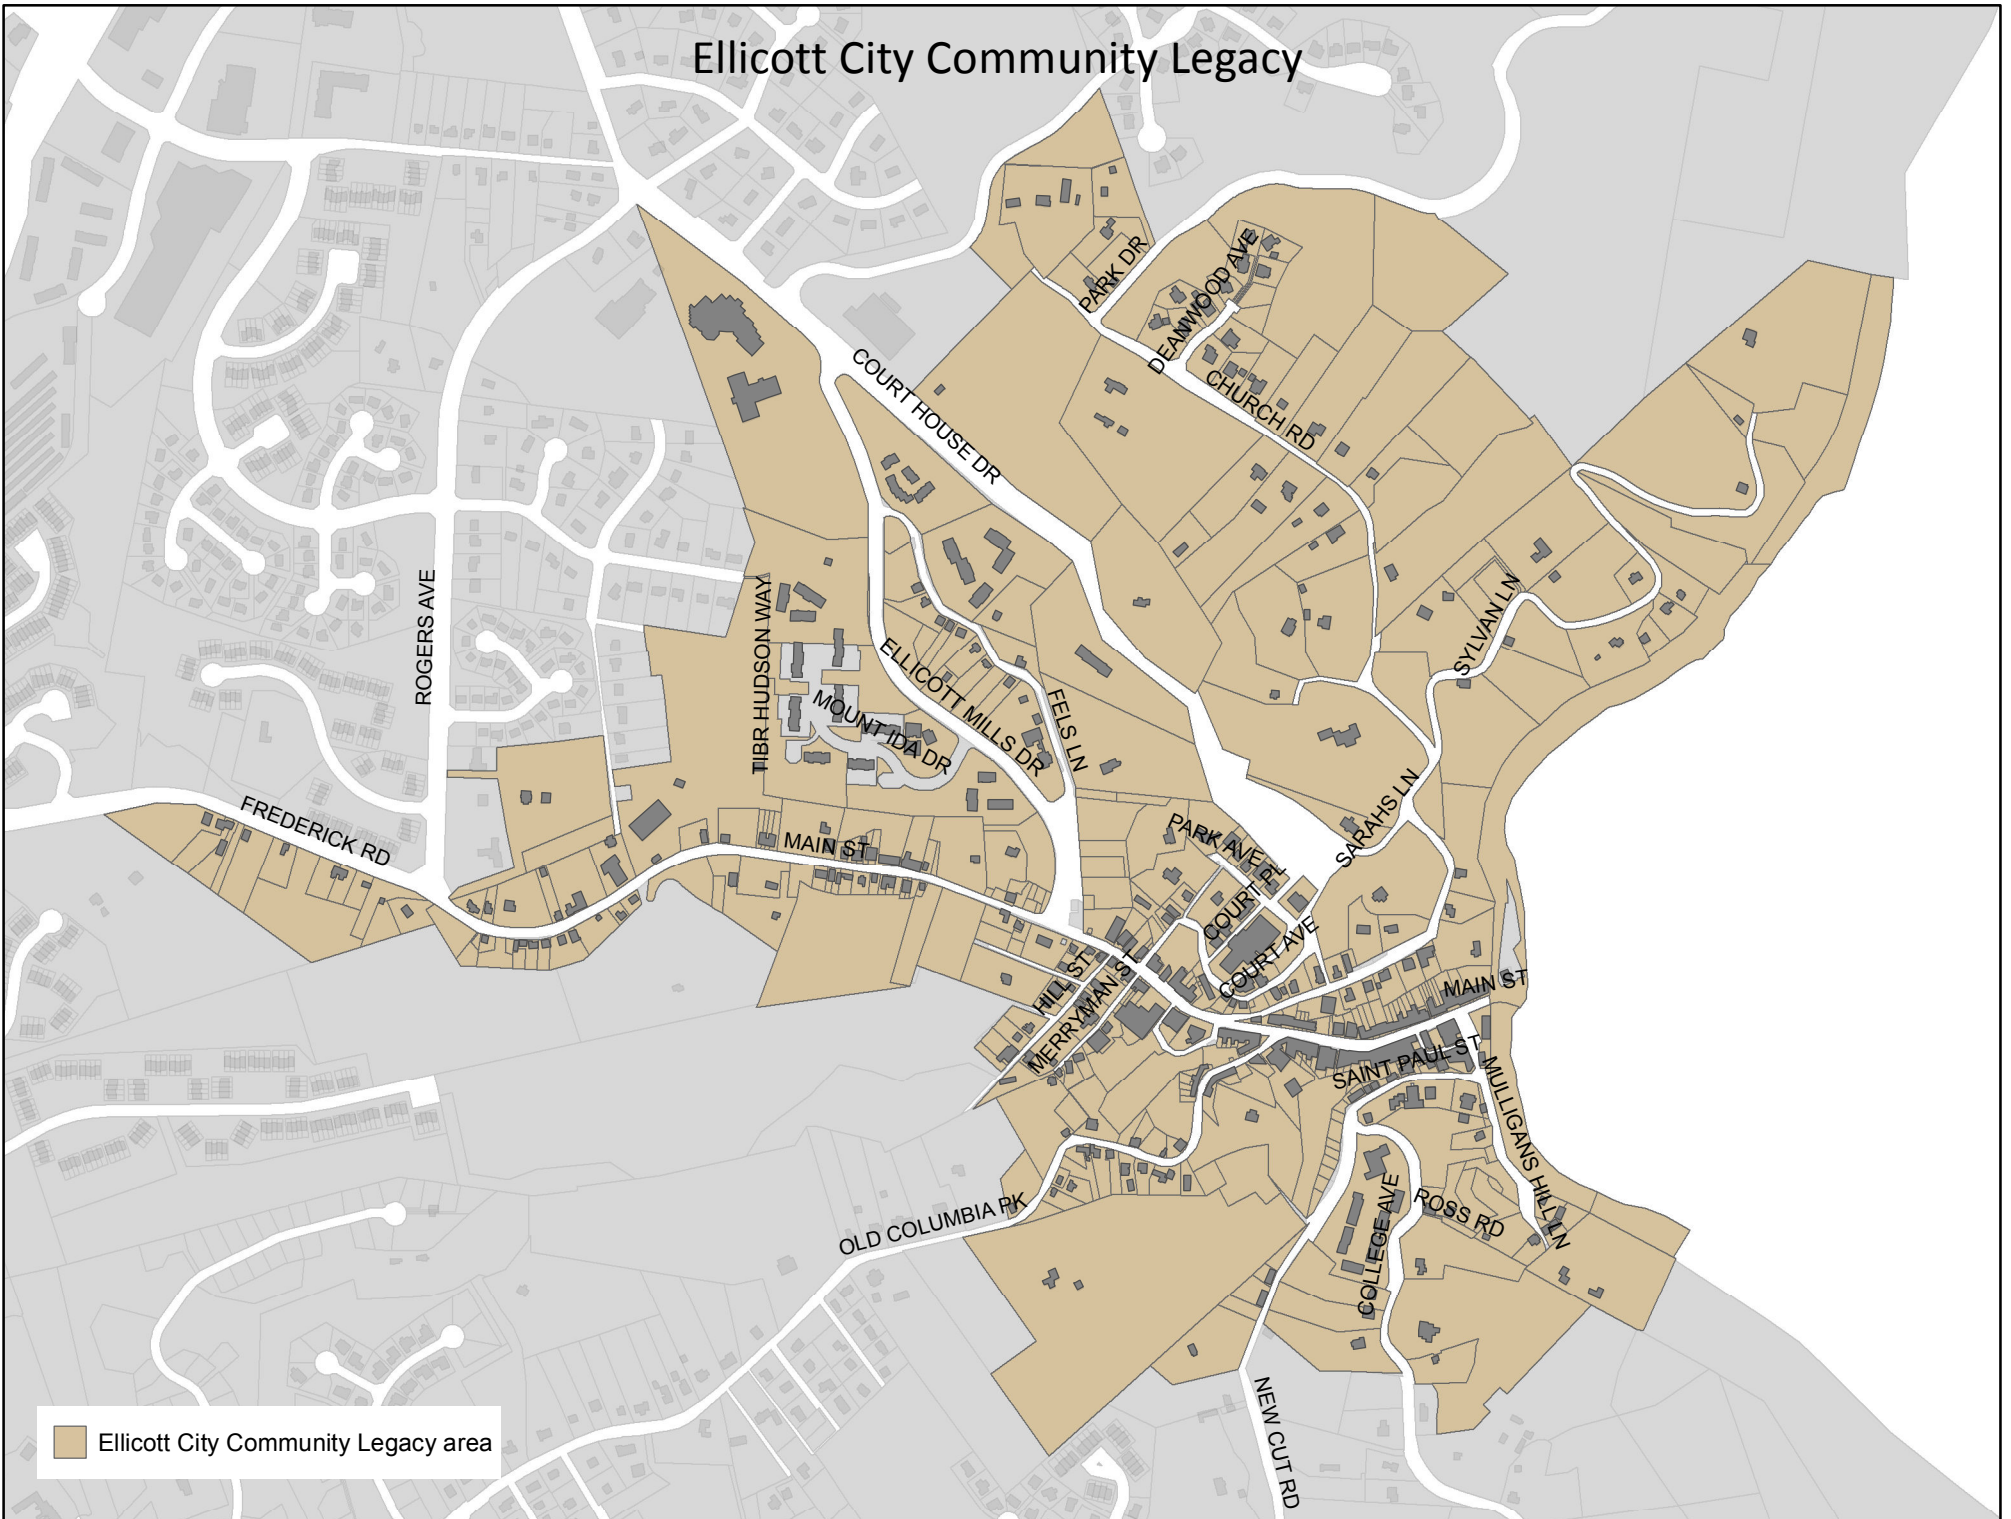 Ellicott City Community Legacy
PARK DR
DEANWOOD AVE
COURT HOUSE DR
CHURCH RD
ROGERS AVE
TIBR HUDSON WAY
SYLVAN LN
ELLICOTT MILLS DR
MOUNT IDA DR
FELS LN
FREDERICK RD
MAIN ST
PARK AVE
SARAHS LN
COURT PL
COURT AVE
HILL ST
MERRYMAN ST
MAIN ST
SAINT PAUL ST
MULLIGANS HILL LN
OLD COLUMBIA PK
COLLEGE AVE
ROSS RD
NEW CUT RD
Ellicott City Community Legacy area